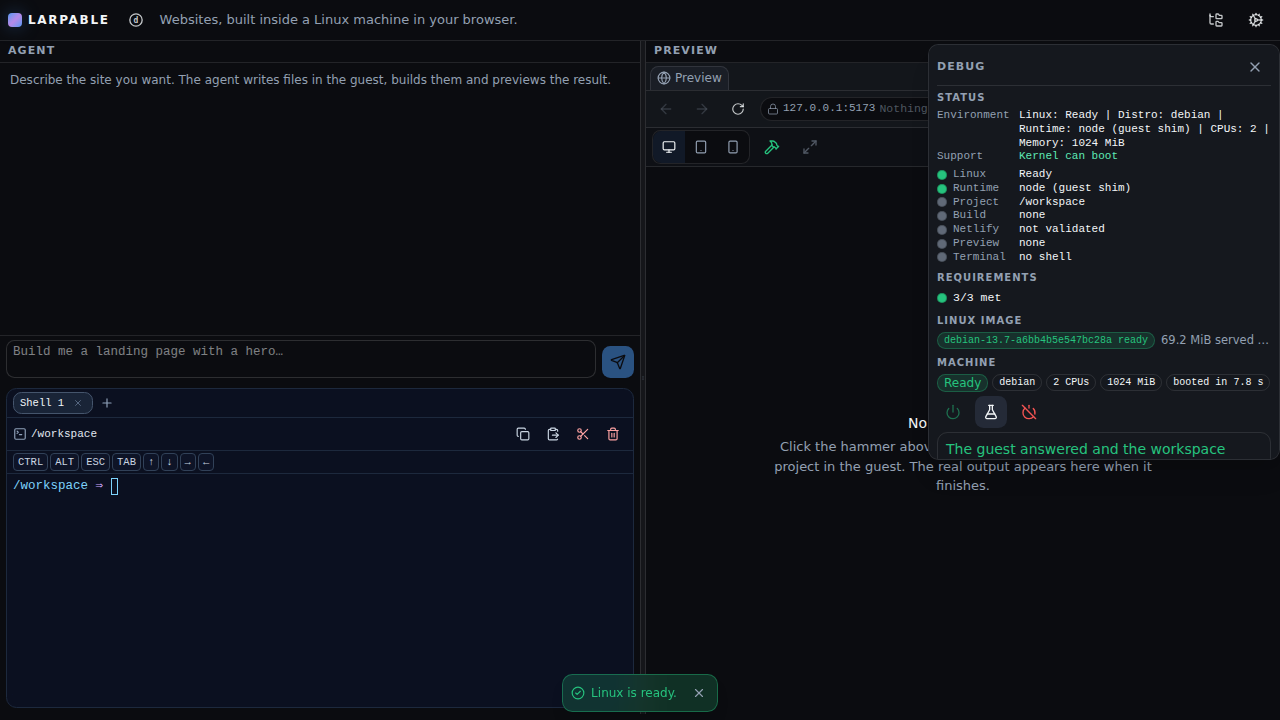 LARPABLE
Websites, built inside a Linux machine in your browser.
AGENT
Describe the site you want. The agent writes files in the guest, builds them and previews the result.
Build me a landing page with a hero…
Shell 1
/workspace
CTRL ALT ESC TAB ↑ ↓ → ←
/workspace ⇒
PREVIEW
Preview
127.0.0.1:5173 Nothing
No
Click the hammer abov
project in the guest. The real output appears here when it
finishes.
DEBUG
STATUS
Environment Linux: Ready | Distro: debian |
Runtime: node (guest shim) | CPUs: 2 |
Memory: 1024 MiB
Support Kernel can boot
Linux Ready
Runtime node (guest shim)
Project /workspace
Build none
Netlify not validated
Preview none
Terminal no shell
REQUIREMENTS
3/3 met
LINUX IMAGE
debian-13.7-a6bb4b5e547bc28a ready 69.2 MiB served …
MACHINE
Ready debian 2 CPUs 1024 MiB booted in 7.8 s
The guest answered and the workspace
Linux is ready.